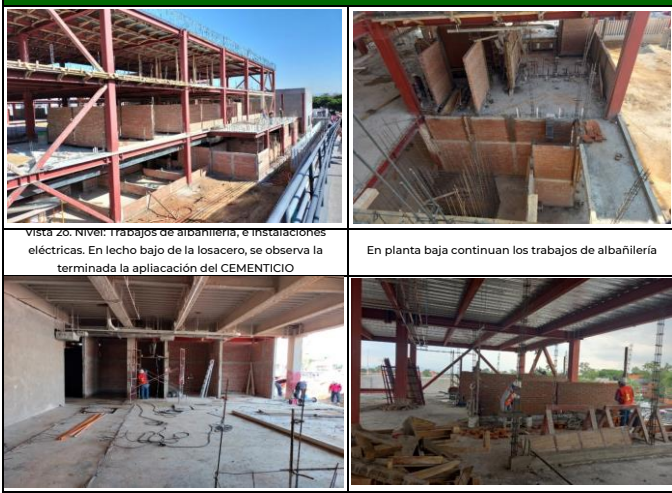 Vista 2o. Nivel: Trabajos de albañilería, e instalaciones
eléctricas. En lecho bajo de la losacero, se observa la
terminada la apliacación del CEMENTICIO
En planta baja continuan los trabajos de albañilería